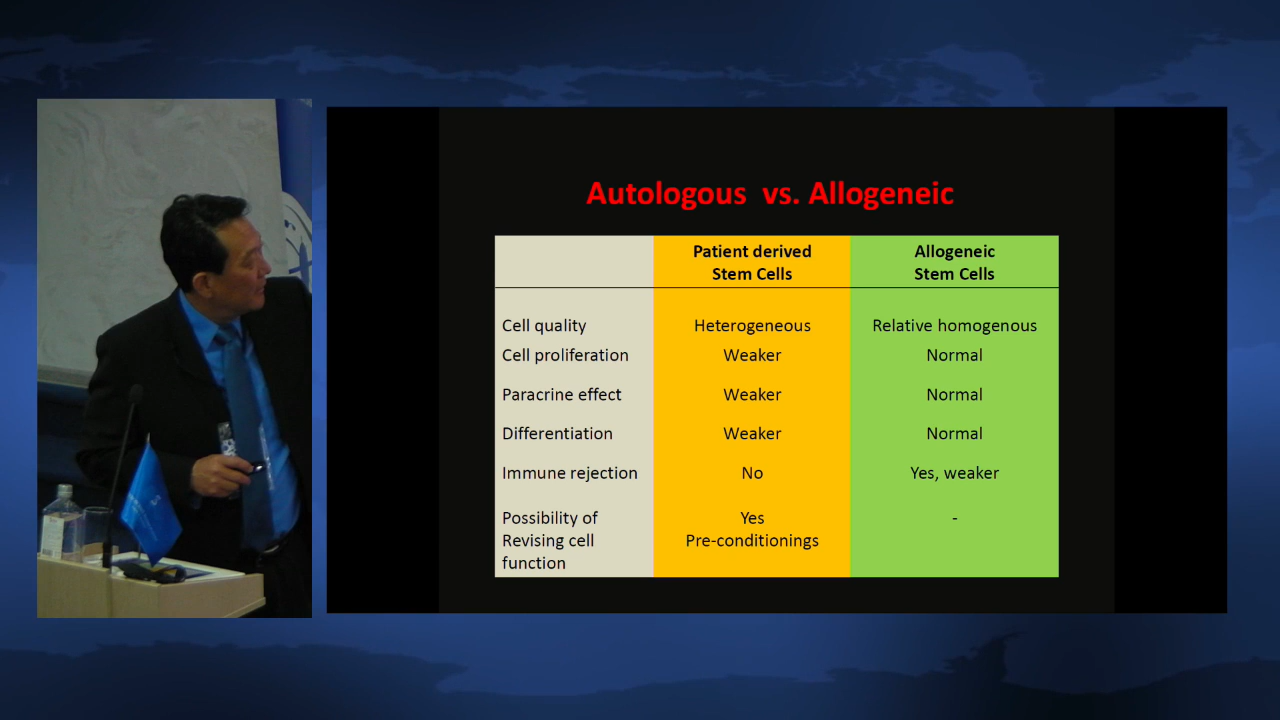 Autologous vs. Allogeneic
Patient derived Stem Cells
Allogeneic Stem Cells
Cell quality
Heterogeneous
Relative homogenous
Cell proliferation
Weaker
Normal
Paracrine effect
Weaker
Normal
Differentiation
Weaker
Normal
Immune rejection
No
Yes, weaker
Possibility of
Revising cell
function
Yes
Pre-conditionings
-